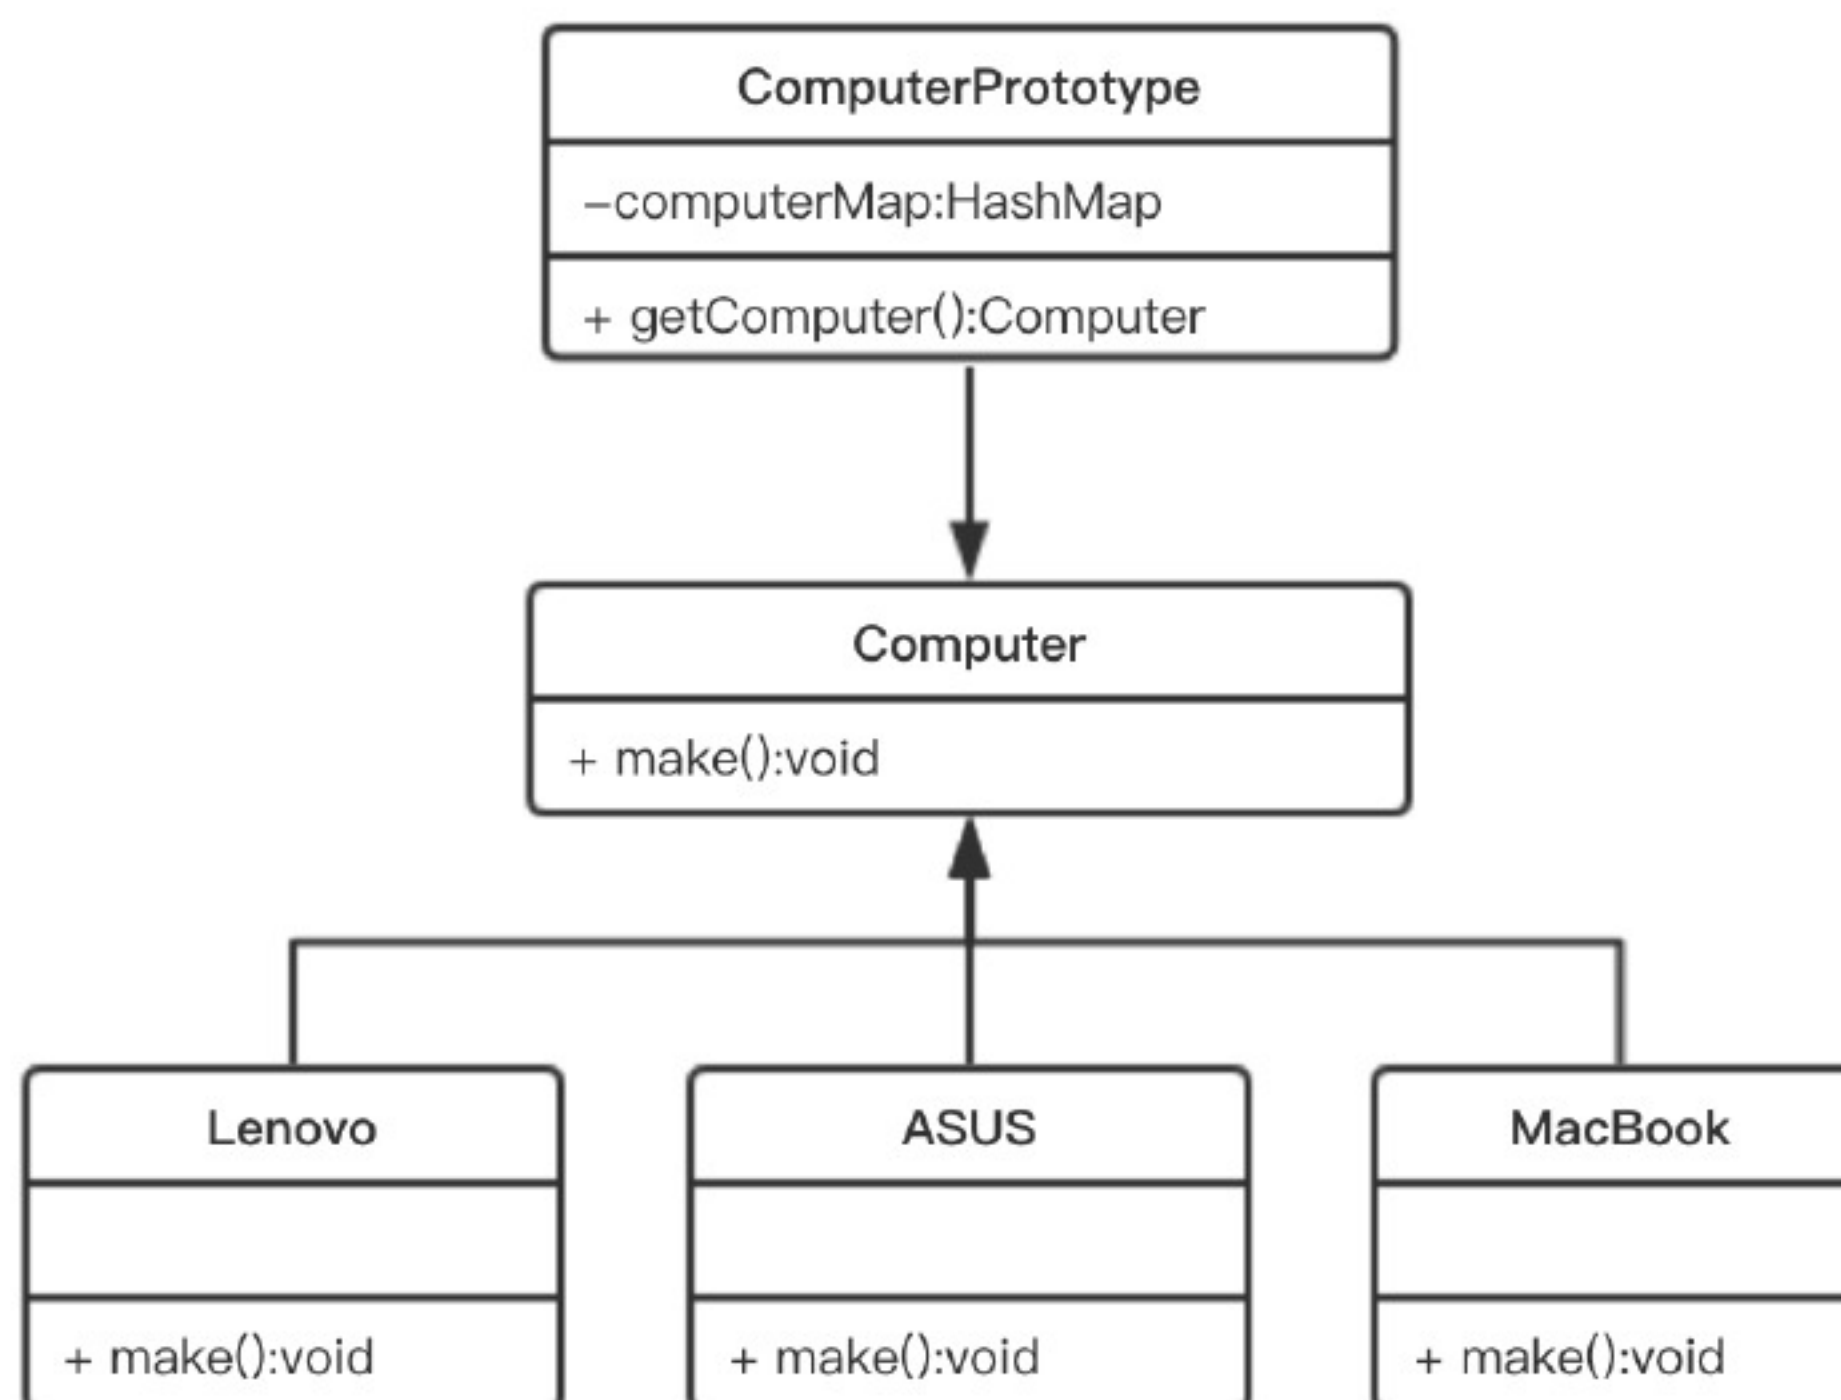 ComputerPrototype
–computerMap:HashMap
+ getComputer():Computer
Computer
+ make():void
Lenovo
+ make():void
ASUS
+ make():void
MacBook
+ make():void